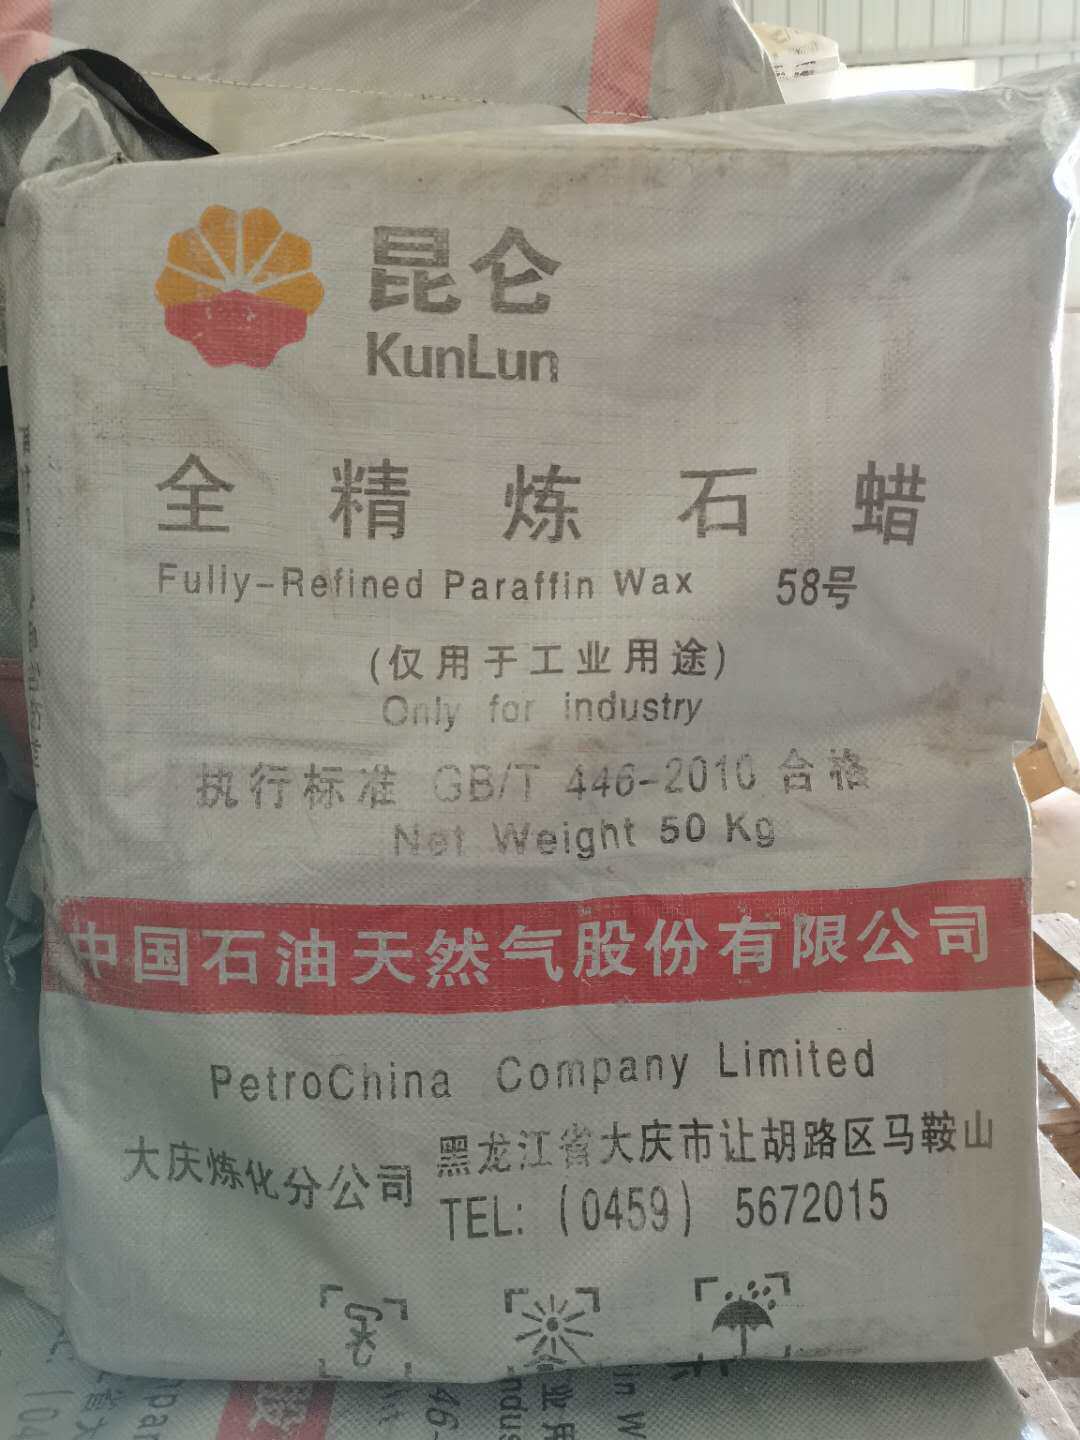 昆仑
KunLun
全精炼石蜡
Fully-Refined Paraffin Wax 58号
(仅用于工业用途)
Only for industry
执行标准 GB/T 446-2010 合格
Net Weight 50 Kg
中国石油天然气股份有限公司
PetroChina Company Limited
大庆炼化分公司 黑龙江省大庆市让胡路区马鞍山
TEL: (0459) 5672015